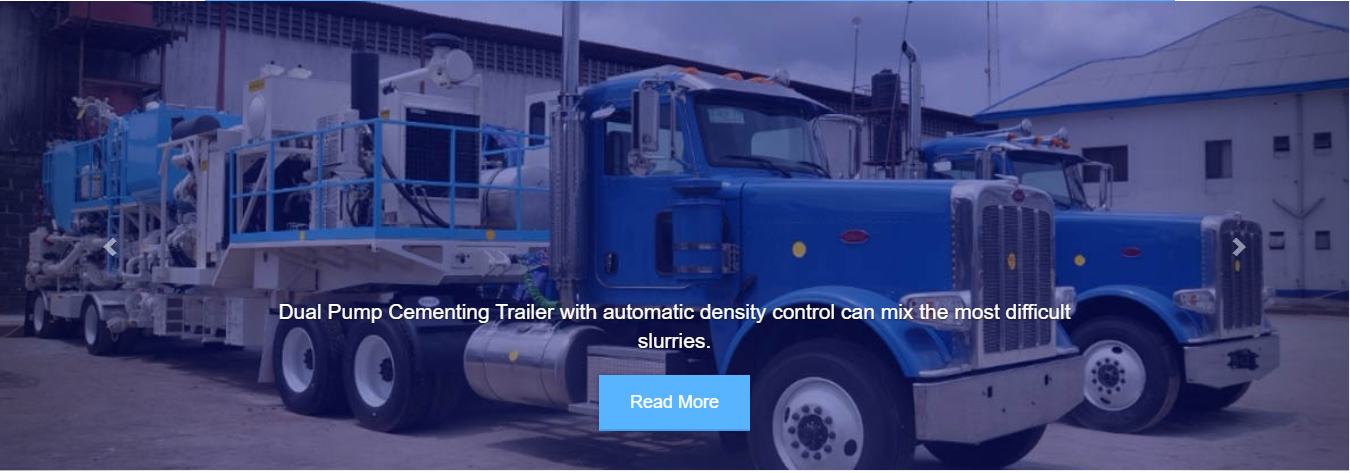 Dual Pump Cementing Trailer with automatic density control can mix the most difficult
slurries.
Read More